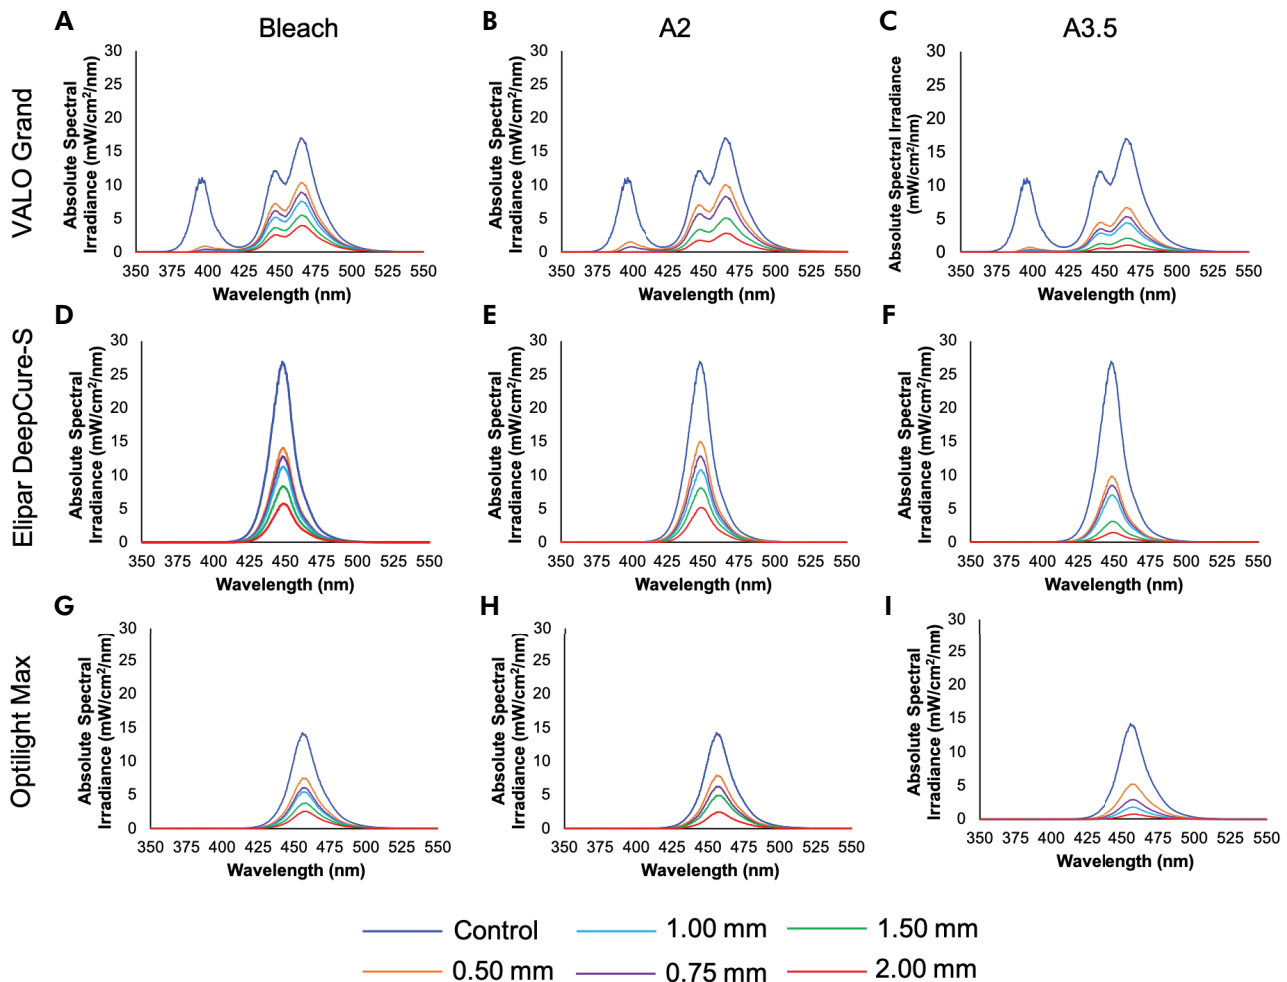 A Bleach B A2 C A3.5
VALO Grand
Absolute Spectral
Irradiance (mW/cm²/nm)
30
25
20
15
10
5
0
350 375 400 425 450 475 500 525 550
Wavelength (nm)
Absolute Spectral
Irradiance (mW/cm²/nm)
30
25
20
15
10
5
0
350 375 400 425 450 475 500 525 550
Wavelength (nm)
Absolute Spectral Irradiance
(mW/cm²/nm)
30
25
20
15
10
5
0
350 375 400 425 450 475 500 525 550
Wavelength (nm)
D E F
Elipar DeepCure-S
Absolute Spectral
Irradiance (mW/cm²/nm)
30
25
20
15
10
5
0
350 375 400 425 450 475 500 525 550
Wavelength (nm)
Absolute Spectral
Irradiance (mW/cm²/nm)
30
25
20
15
10
5
0
350 375 400 425 450 475 500 525 550
Wavelength (nm)
Absolute Spectral
Irradiance (mW/cm²/nm)
30
25
20
15
10
5
0
350 375 400 425 450 475 500 525 550
Wavelength (nm)
G H I
Optilight Max
Absolute Spectral
Irradiance (mW/cm²/nm)
30
25
20
15
10
5
0
350 375 400 425 450 475 500 525 550
Wavelength (nm)
Absolute Spectral
Irradiance (mW/cm²/nm)
30
25
20
15
10
5
0
350 375 400 425 450 475 500 525 550
Wavelength (nm)
Absolute Spectral
Irradiance (mW/cm²/nm)
30
25
20
15
10
5
0
350 375 400 425 450 475 500 525 550
Wavelength (nm)
Control 1.00 mm 1.50 mm
0.50 mm 0.75 mm 2.00 mm